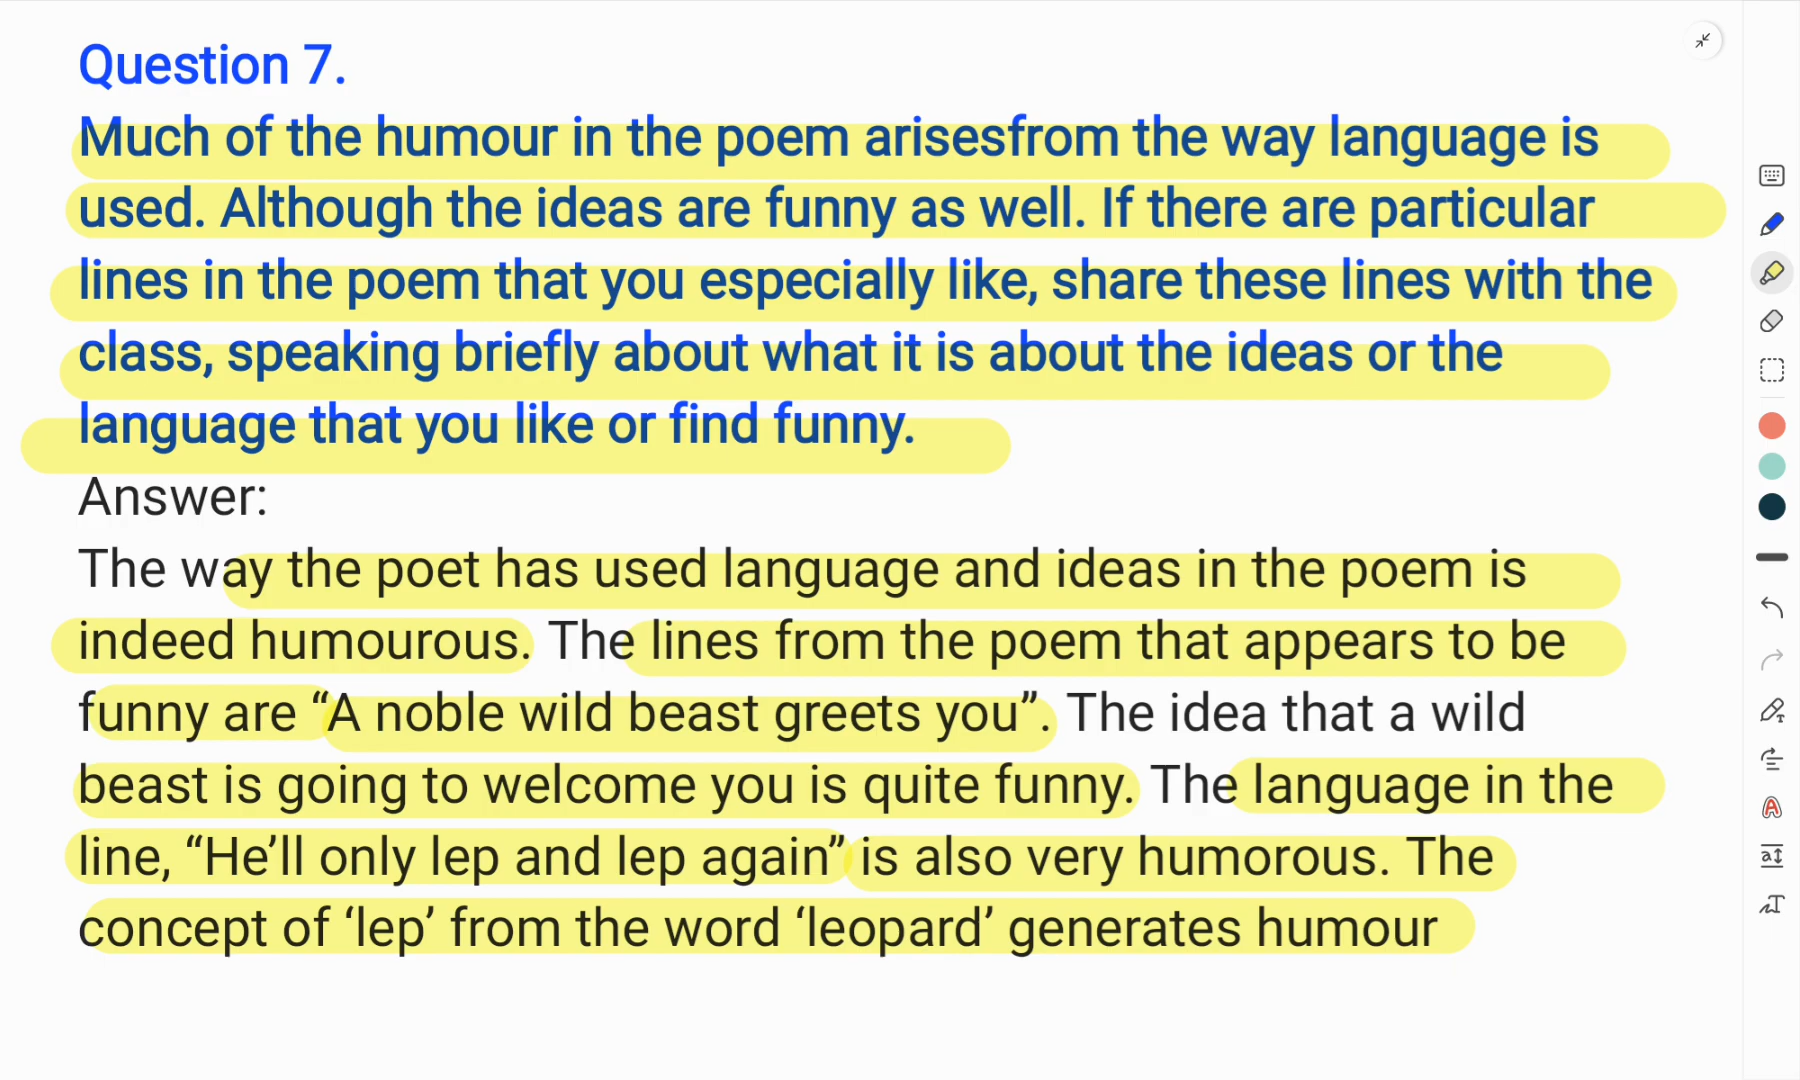 Question 7.
Much of the humour in the poem arisesfrom the way language is
used. Although the ideas are funny as well. If there are particular
lines in the poem that you especially like, share these lines with the
class, speaking briefly about what it is about the ideas or the
language that you like or find funny.
Answer:
The way the poet has used language and ideas in the poem is
indeed humourous. The lines from the poem that appears to be
funny are “A noble wild beast greets you”. The idea that a wild
beast is going to welcome you is quite funny. The language in the
line, “He’ll only lep and lep again” is also very humorous. The
concept of ‘lep’ from the word ‘leopard’ generates humour